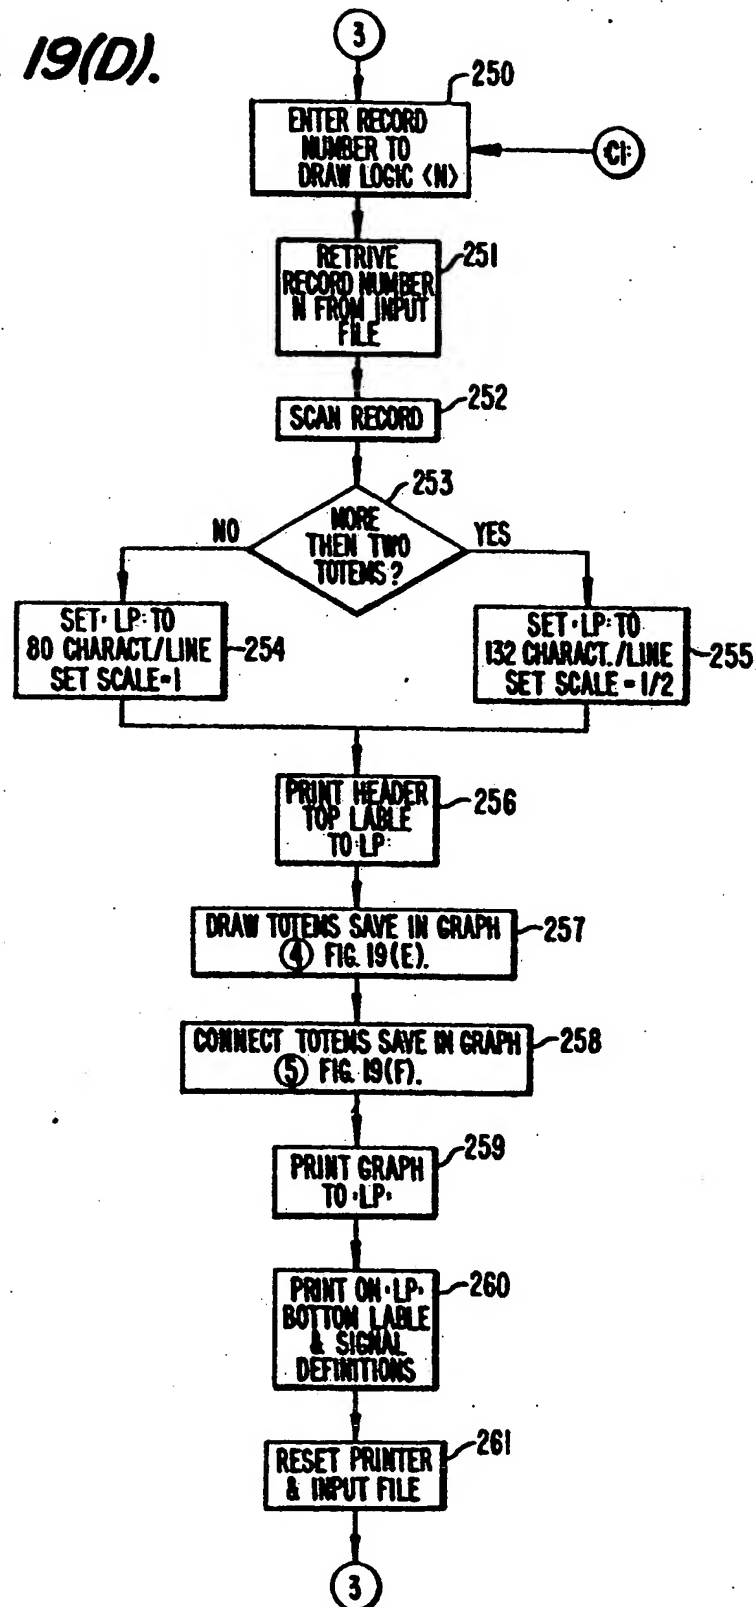 19(D).
3
250
ENTER RECORD
NUMBER TO
DRAW LOGIC <N>
:CI:
251
RETRIVE
RECORD NUMBER
N FROM INPUT
FILE
252
SCAN RECORD
253
MORE
THEN TWO
TOTEMS?
NO
YES
SET :LP: TO
80 CHARACT./LINE
SET SCALE=1
254
SET :LP: TO
132 CHARACT./LINE
SET SCALE = 1/2
255
PRINT HEADER
TOP LABLE
TO LP:
256
DRAW TOTEMS SAVE IN GRAPH
4 FIG. 19(E).
257
CONNECT TOTEMS SAVE IN GRAPH
5 FIG. 19(F).
258
259
PRINT GRAPH
TO :LP:
260
PRINT ON :LP:
BOTTOM LABLE
& SIGNAL
DEFINITIONS
261
RESET PRINTER
& INPUT FILE
3